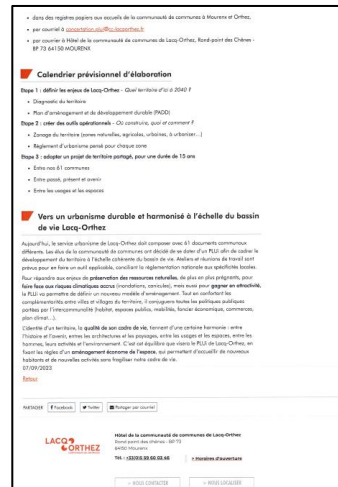 • dans des registres papiers aux accueils de la communauté de communes à Mourenx et Orthez.
• par courriel à concertation.plui@cc-lacqorthez.fr
• par courrier à Hôtel de la communauté de communes de Lacq-Orthez, Rond-point des Chênes -
BP 73 64150 MOURENX
Calendrier prévisionnel d'élaboration
Etape 1 : définir les enjeux de Lacq-Orthez - Quel territoire d'ici à 2040 ?
• Diagnostic du territoire
• Plan d'aménagement et de développement durable (PADD)
Etape 2 : créer des outils opérationnels - Où construire, quoi et comment ?
• Zonage du territoire (zones naturelles, agricoles, urbaines, à urbaniser...)
• Règlement d'urbanisme pensé pour chaque zone
Etape 3 : adopter un projet de territoire partagé, pour une durée de 15 ans
• Entre nos 61 communes
• Entre passé, présent et avenir
• Entre les usages et les espaces
Vers un urbanisme durable et harmonisé à l'échelle du bassin
de vie Lacq-Orthez
Aujourd'hui, le service urbanisme de Lacq-Orthez doit composer avec 61 documents communaux
différents. Les élus de la communauté de communes ont décidé de se doter d'un PLUi afin de cadrer le
développement du territoire à l'échelle cohérente du bassin de vie. Ateliers et réunions de travail sont
prévus pour en faire un outil applicable, conciliant la réglementation nationale aux spécificités locales.
Pour répondre aux enjeux de préservation des ressources naturelles, de plus en plus prégnants, pour
faire face aux risques climatiques accrus (inondations, canicules), mais aussi pour gagner en attractivité,
le PLUi va permettre de définir un nouveau modèle d'aménagement. Tout en confortant les
complémentarités entre villes et villages du territoire, il conjuguera toutes les politiques publiques
portées par l'intercommunalité (habitat, espaces publics, mobilités, foncier économique, commerces,
plan climat...).
L'identité d'un territoire, la qualité de son cadre de vie, tiennent d'une certaine harmonie : entre
l'histoire et l'avenir, entre les architectures et les paysages, entre les usages et les espaces, entre les
hommes, leurs activités et l'environnement. C'est cet équilibre que visera le PLUi de Lacq-Orthez, en
fixant les règles d'un aménagement économe de l'espace, qui permettent d'accueillir de nouveaux
habitants et de nouvelles activités sans fragiliser notre cadre de vie.
07/09/2023
Retour
PARTAGER Facebook Twitter Partager par courriel
LACQ ORTHEZ
Hôtel de la communauté de communes de Lacq-Orthez
Rond-point des chênes - BP 73
64150 Mourenx
Tél. : +33(0)5 59 60 03 46 > Horaires d'ouverture
> NOUS CONTACTER > NOUS LOCALISER